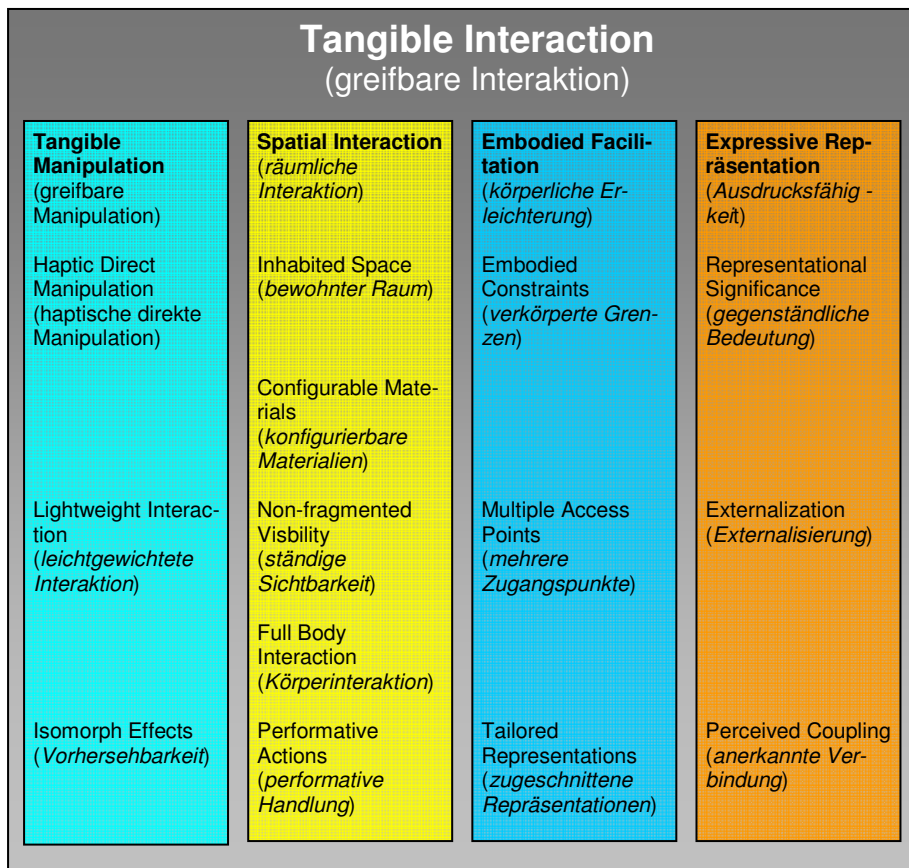 Tangible Interaction
(greifbare Interaktion)
Tangible
Manipulation
(greifbare
Manipulation)
Haptic Direct
Manipulation
(haptische direkte
Manipulation)
Lightweight Interac-
tion
(leichtgewichtete
Interaktion)
Isomorph Effects
(Vorhersehbarkeit)
Spatial Interaction
(räumliche
Interaktion)
Inhabited Space
(bewohnter Raum)
Configurable Mate-
rials
(konfigurierbare
Materialien)
Non-fragmented
Visbility
(ständige
Sichtbarkeit)
Full Body
Interaction
(Körperinteraktion)
Performative
Actions
(performative
Handlung)
Embodied Facili-
tation
(körperliche Er-
leichterung)
Embodied
Constraints
(verkörperte Gren-
zen)
Multiple Access
Points
(mehrere
Zugangspunkte)
Tailored
Representations
(zugeschnittene
Repräsentationen)
Expressive Rep-
räsentation
(Ausdrucksfähig -
keit)
Representational
Significance
(gegenständliche
Bedeutung)
Externalization
(Externalisierung)
Perceived Coupling
(anerkannte Ver-
bindung)